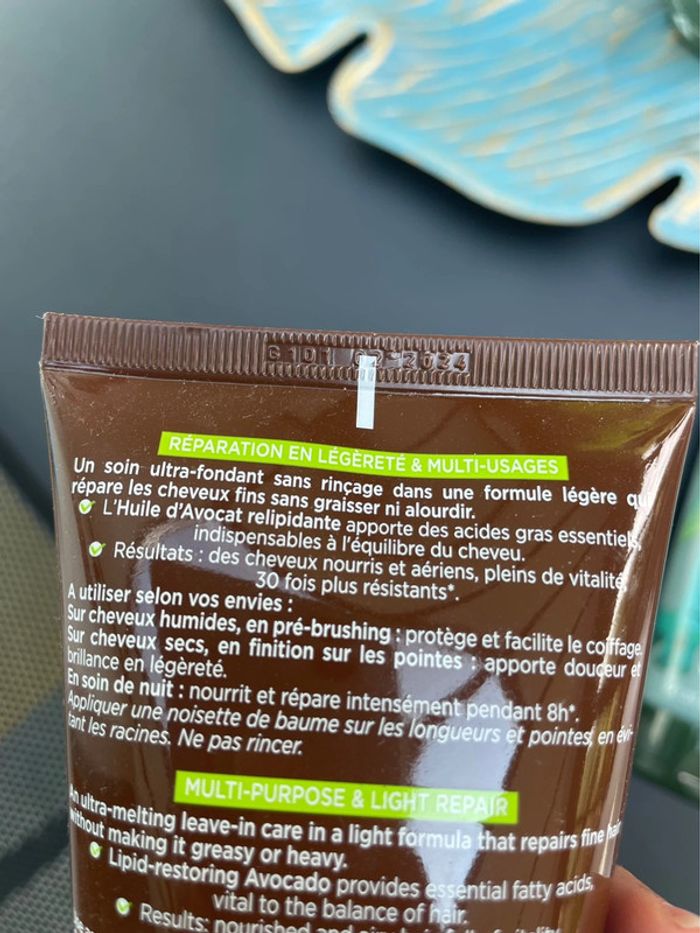 G101 02-2024
RÉPARATION EN LÉGÈRETÉ & MULTI-USAGES
Un soin ultra-fondant sans rinçage dans une formule légère qu
répare les cheveux fins sans graisser ni alourdir.
L'Huile d'Avocat relipidante apporte des acides gras essentiels,
indispensables à l'équilibre du cheveu.
Résultats : des cheveux nourris et aériens, pleins de vitalité,
30 fois plus résistants*.
A utiliser selon vos envies :
Sur cheveux humides, en pré-brushing : protège et facilite le coiffage.
Sur cheveux secs, en finition sur les pointes : apporte douceur et
brillance en légèreté.
En soin de nuit : nourrit et répare intensément pendant 8h*.
Appliquer une noisette de baume sur les longueurs et pointes, en évi-
tant les racines. Ne pas rincer.
MULTI-PURPOSE & LIGHT REPAIR
An ultra-melting leave-in care in a light formula that repairs fine hair
without making it greasy or heavy.
Lipid-restoring Avocado provides essential fatty acids,
vital to the balance of hair.
Results: nourished and